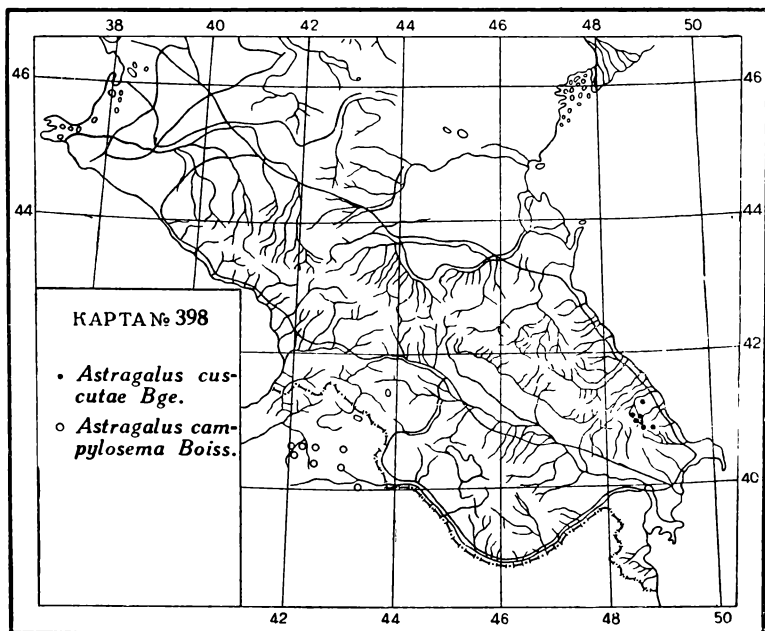 38 40 42 44 46 48 50
46 46
44 44
КАРТА № 398
42
• Astragalus cus-
cutae Bge.
○ Astragalus cam-
pylosema Boiss.
40
42 44 46 48 50